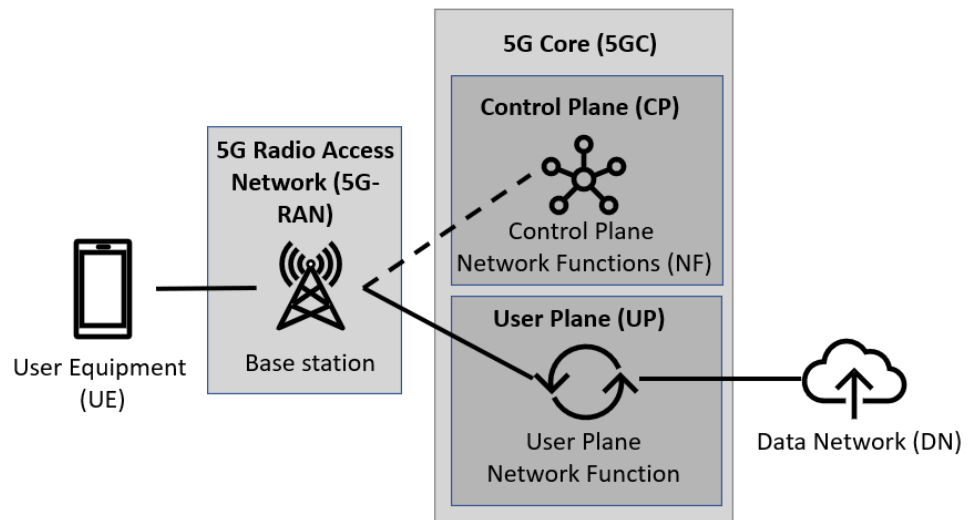 5G Core (5GC)
Control Plane (CP)
Control Plane
Network Functions (NF)
5G Radio Access
Network (5G-
RAN)
Base station
User Equipment
(UE)
User Plane (UP)
User Plane
Network Function
Data Network (DN)